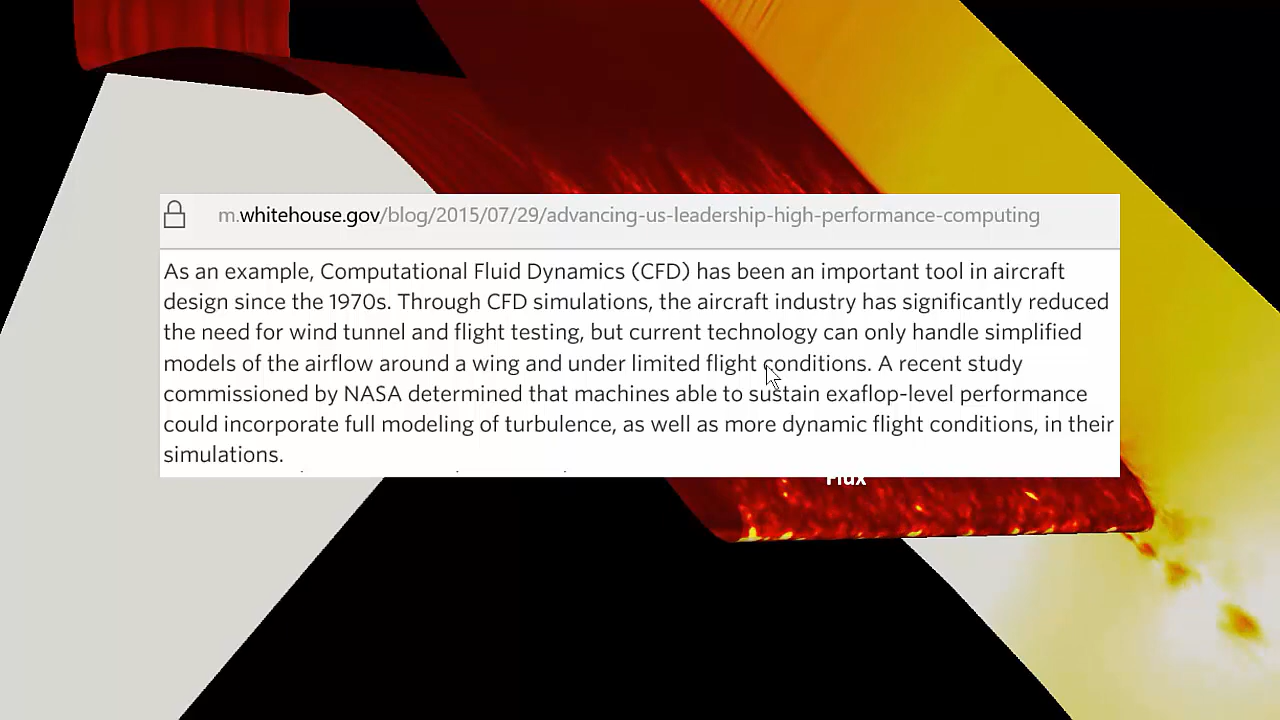 m.whitehouse.gov/blog/2015/07/29/advancing-us-leadership-high-performance-computing
As an example, Computational Fluid Dynamics (CFD) has been an important tool in aircraft
design since the 1970s. Through CFD simulations, the aircraft industry has significantly reduced
the need for wind tunnel and flight testing, but current technology can only handle simplified
models of the airflow around a wing and under limited flight conditions. A recent study
commissioned by NASA determined that machines able to sustain exaflop-level performance
could incorporate full modeling of turbulence, as well as more dynamic flight conditions, in their
simulations.
Flux